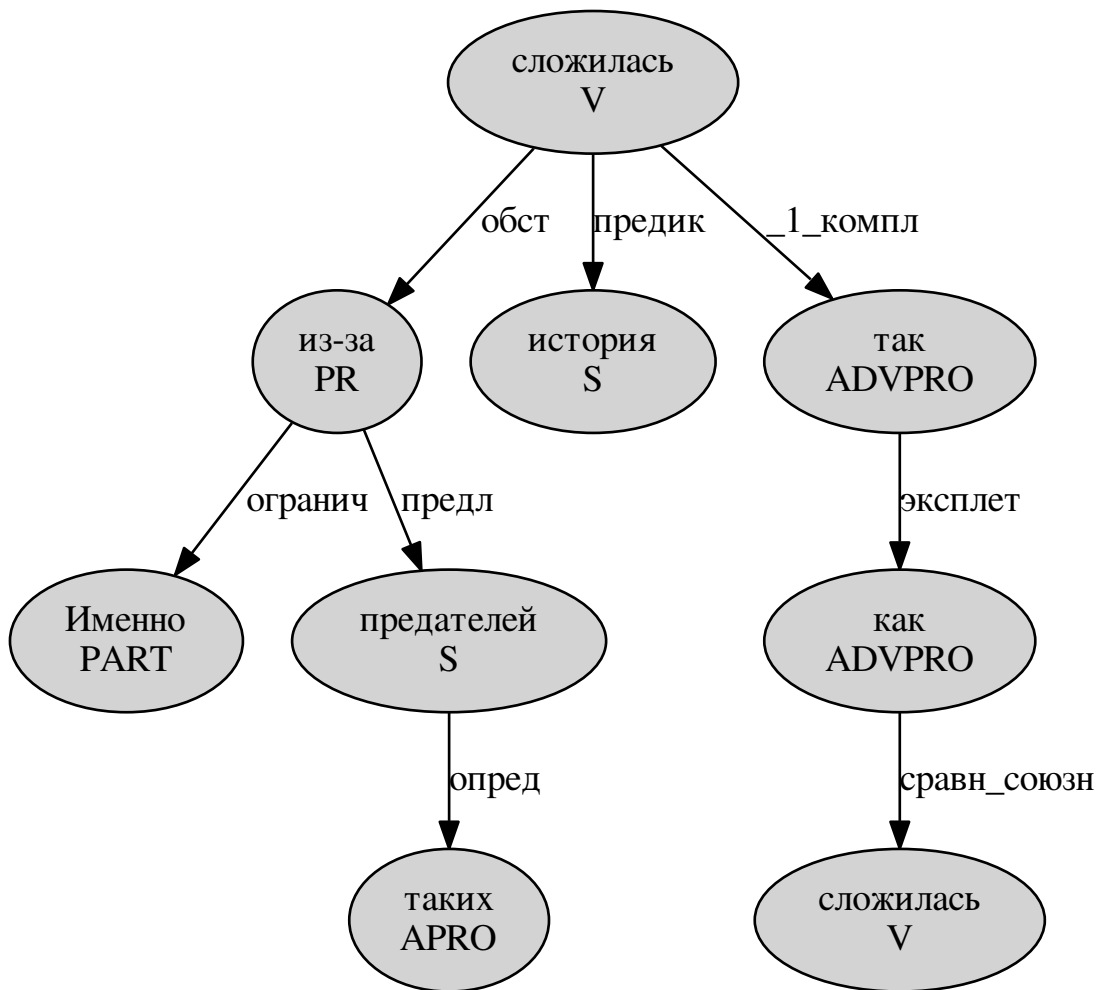 сложилась
V
обст
предик
_1_компл
из-за
PR
история
S
так
ADVPRO
огранич
предл
эксплет
Именно
PART
предателей
S
как
ADVPRO
опред
сравн_союзн
таких
APRO
сложилась
V